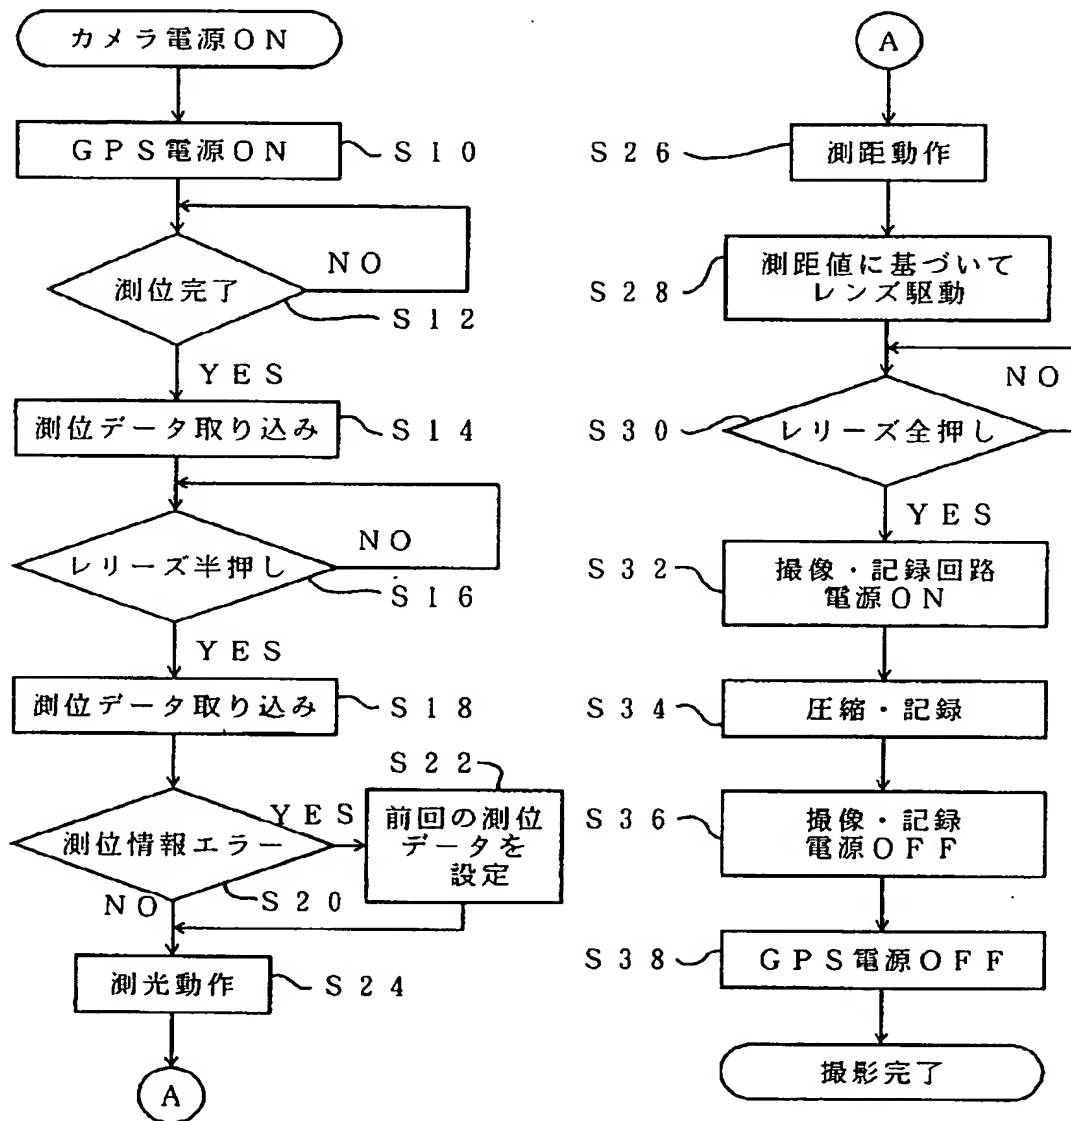 カメラ電源ON
GPS電源ON
S10
測位完了
NO
S12
YES
測位データ取り込み
S14
レリーズ半押し
NO
S16
YES
測位データ取り込み
S18
測位情報エラー
YES
S20
NO
S22
前回の測位
データを
設定
測光動作
S24
A
A
S26
測距動作
S28
測距値に基づいて
レンズ駆動
NO
S30
レリーズ全押し
YES
S32
撮像・記録回路
電源ON
S34
圧縮・記録
S36
撮像・記録
電源OFF
S38
GPS電源OFF
撮影完了